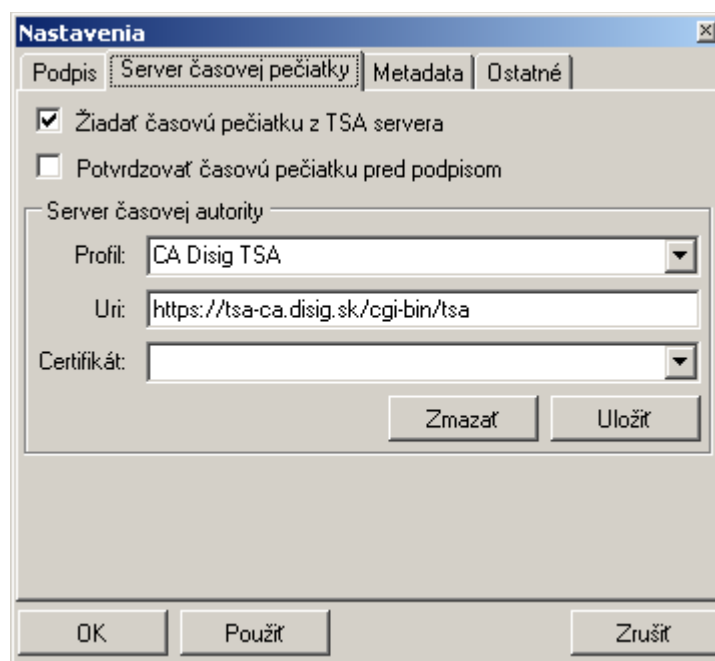 Nastavenia
Podpis Server časovej pečiatky Metadata Ostatné
Žiadať časovú pečiatku z TSA servera
Potvrdzovať časovú pečiatku pred podpisom
Server časovej autority
Profil: CA Disig TSA
Uri: https://tsa-ca.disig.sk/cgi-bin/tsa
Certifikát:
Zmazať Uložiť
OK Použiť Zrušiť